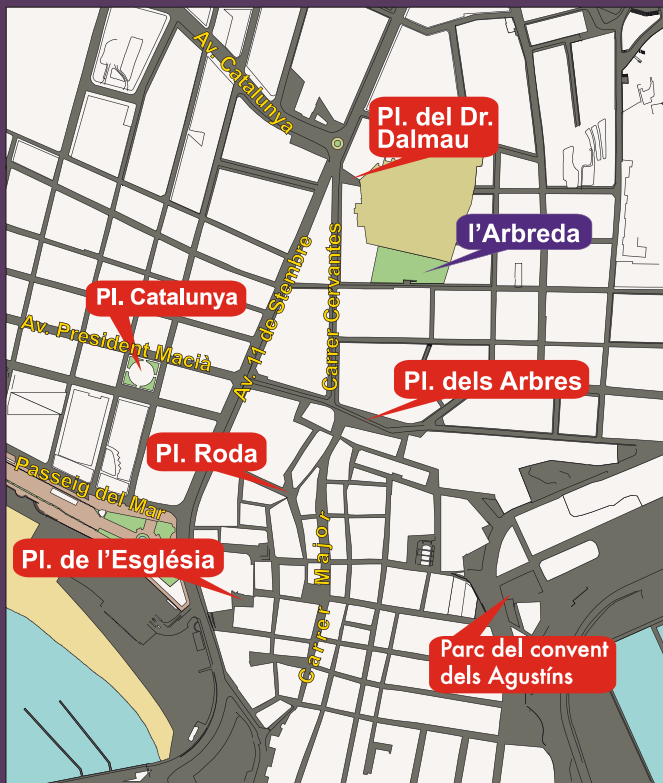 Av. Catalunya
Pl. del Dr.
Dalmau
l'Arbreda
Carrer Cervantes
Av. 11 de Stembre
Pl. Catalunya
Av. President Macià
Pl. dels Arbres
Pl. Roda
Passeig del Mar
Carrer Major
Pl. de l'Església
Parc del convent
dels Agustíns